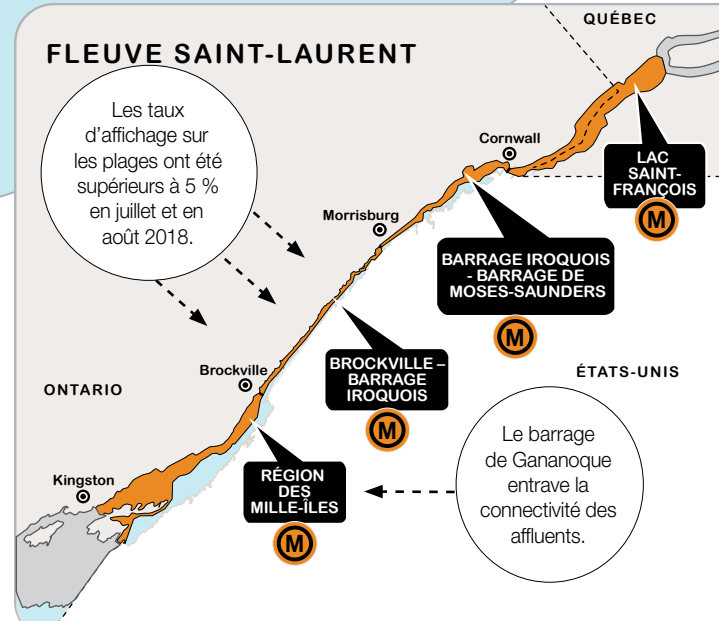 QUÉBEC
FLEUVE SAINT-LAURENT
Les taux
d’affichage sur
les plages ont été
supérieurs à 5 %
en juillet et en
août 2018.
Cornwall
LAC
SAINT-
FRANÇOIS
M
Morrisburg
BARRAGE IROQUOIS
- BARRAGE DE
MOSES-SAUNDERS
M
Brockville
BROCKVILLE –
BARRAGE
IROQUOIS
M
ÉTATS-UNIS
ONTARIO
Le barrage
de Gananoque
entrave la
connectivité des
affluents.
Kingston
RÉGION
DES
MILLE-ÎLES
M